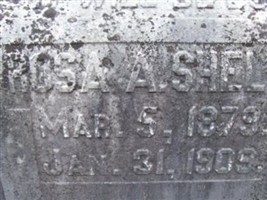 ROSA A. SHEL
MAR. 5, 1879.
JAN. 31, 1909.